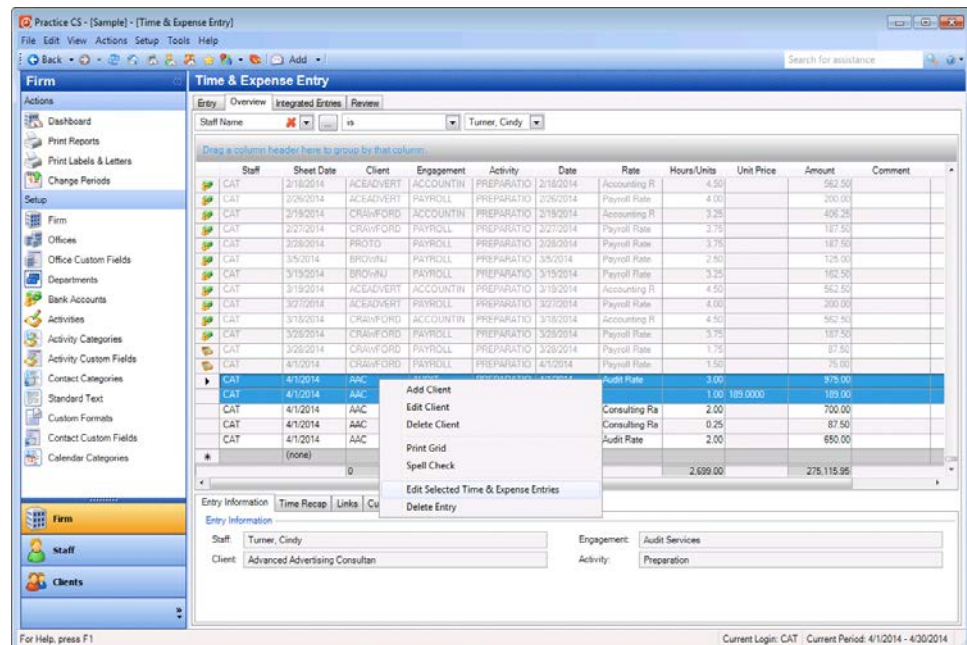 Practice CS - [Sample] - [Time & Expense Entry]
File Edit View Actions Setup Tools Help
Back Add Search for assistance
Firm
Time & Expense Entry
Actions
Dashboard
Print Reports
Print Labels & Letters
Change Periods
Setup
Firm
Offices
Office Custom Fields
Departments
Bank Accounts
Activities
Activity Categories
Activity Custom Fields
Contact Categories
Standard Text
Custom Formats
Contact Custom Fields
Calendar Categories
Firm
Staff
Clients
Entry Overview Integrated Entries Review
Staff Name is Turner, Cindy
Drag a column header here to group by that column.
Staff Sheet Date Client Engagement Activity Date Rate Hours/Units Unit Price Amount Comment
CAT 2/18/2014 ACEADVERT ACCOUNTIN PREPARATIO 2/18/2014 Accounting R 4.50 562.50
CAT 2/26/2014 ACEADVERT PAYROLL PREPARATIO 2/26/2014 Payroll Rate 4.00 200.00
CAT 2/19/2014 CRAWFORD ACCOUNTIN PREPARATIO 2/19/2014 Accounting R 3.25 406.25
CAT 2/27/2014 CRAWFORD PAYROLL PREPARATIO 2/27/2014 Payroll Rate 3.75 187.50
CAT 2/28/2014 PROTO PAYROLL PREPARATIO 2/28/2014 Payroll Rate 3.75 187.50
CAT 3/5/2014 BROWNJ PAYROLL PREPARATIO 3/5/2014 Payroll Rate 2.50 125.00
CAT 3/19/2014 BROWNJ PAYROLL PREPARATIO 3/19/2014 Payroll Rate 3.25 162.50
CAT 3/19/2014 ACEADVERT ACCOUNTIN PREPARATIO 3/19/2014 Accounting R 4.50 562.50
CAT 3/27/2014 ACEADVERT PAYROLL PREPARATIO 3/27/2014 Payroll Rate 4.00 200.00
CAT 3/18/2014 CRAWFORD ACCOUNTIN PREPARATIO 3/18/2014 Accounting R 4.50 562.50
CAT 3/28/2014 CRAWFORD PAYROLL PREPARATIO 3/28/2014 Payroll Rate 3.75 187.50
CAT 3/28/2014 CRAWFORD PAYROLL PREPARATIO 3/28/2014 Payroll Rate 1.75 87.50
CAT 4/1/2014 CRAWFORD PAYROLL PREPARATIO 4/1/2014 Payroll Rate 1.50 75.00
CAT 4/1/2014 AAC Audit Rate 3.00 975.00
CAT 4/1/2014 AAC 1.00 189.0000 189.00
CAT 4/1/2014 AAC Consulting Ra 2.00 700.00
CAT 4/1/2014 AAC Consulting Ra 0.25 87.50
CAT 4/1/2014 AAC Audit Rate 2.00 650.00
(none)
0 2,699.00 275,115.95
Add Client
Edit Client
Delete Client
Print Grid
Spell Check
Edit Selected Time & Expense Entries
Delete Entry
Entry Information Time Recap Links Cu
Entry Information
Staff: Turner, Cindy Engagement: Audit Services
Client: Advanced Advertising Consultan Activity: Preparation
For Help, press F1 Current Login: CAT Current Period: 4/1/2014 - 4/30/2014